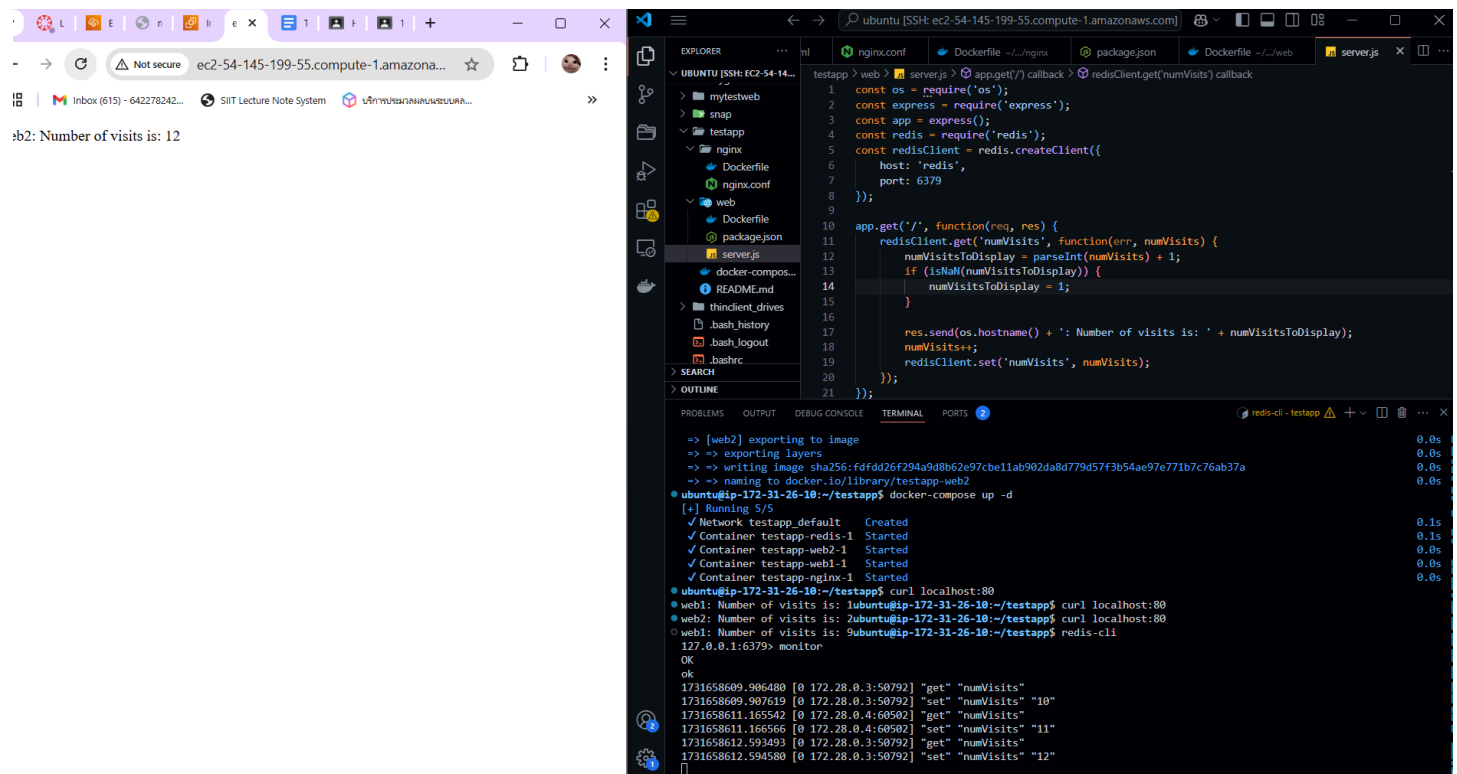 Not secure
ec2-54-145-199-55.compute-1.amazona...
Inbox (615) - 642278242...
SIIT Lecture Note System
บริการประมวลผลบนระบบคล...
»
eb2: Number of visits is: 12
ubuntu [SSH: ec2-54-145-199-55.compute-1.amazonaws.com]
EXPLORER
nginx.conf
Dockerfile ~/.../nginx
package.json
Dockerfile ~/.../web
server.js
UBUNTU [SSH: EC2-54-14...
mytestweb
snap
testapp
nginx
Dockerfile
nginx.conf
web
Dockerfile
package.json
server.js
docker-compos...
README.md
thinclient_drives
.bash_history
.bash_logout
.bashrc
SEARCH
OUTLINE
testapp > web > server.js > app.get('/') callback > redisClient.get('numVisits') callback
1 const os = require('os');
2 const express = require('express');
3 const app = express();
4 const redis = require('redis');
5 const redisClient = redis.createClient({
6 host: 'redis',
7 port: 6379
8 });
9
10 app.get('/', function(req, res) {
11 redisClient.get('numVisits', function(err, numVisits) {
12 numVisitsToDisplay = parseInt(numVisits) + 1;
13 if (isNaN(numVisitsToDisplay)) {
14 numVisitsToDisplay = 1;
15 }
16
17 res.send(os.hostname() + ': Number of visits is: ' + numVisitsToDisplay);
18 numVisits++;
19 redisClient.set('numVisits', numVisits);
20 });
21 });
PROBLEMS OUTPUT DEBUG CONSOLE TERMINAL PORTS 2
redis-cli - testapp
=> [web2] exporting to image 0.0s
=> => exporting layers 0.0s
=> => writing image sha256:fdfdd26f294a9d8b62e97cbe11ab902da8d779d57f3b54ae97e771b7c76ab37a 0.0s
=> => naming to docker.io/library/testapp-web2 0.0s
ubuntu@ip-172-31-26-10:~/testapp$ docker-compose up -d
[+] Running 5/5
✓ Network testapp_default Created 0.1s
✓ Container testapp-redis-1 Started 0.1s
✓ Container testapp-web2-1 Started 0.0s
✓ Container testapp-web1-1 Started 0.0s
✓ Container testapp-nginx-1 Started 0.0s
ubuntu@ip-172-31-26-10:~/testapp$ curl localhost:80
web1: Number of visits is: 1ubuntu@ip-172-31-26-10:~/testapp$ curl localhost:80
web2: Number of visits is: 2ubuntu@ip-172-31-26-10:~/testapp$ curl localhost:80
web1: Number of visits is: 9ubuntu@ip-172-31-26-10:~/testapp$ redis-cli
127.0.0.1:6379> monitor
OK
ok
1731658609.906480 [0 172.28.0.3:50792] "get" "numVisits"
1731658609.907619 [0 172.28.0.3:50792] "set" "numVisits" "10"
1731658611.165542 [0 172.28.0.4:60502] "get" "numVisits"
1731658611.166566 [0 172.28.0.4:60502] "set" "numVisits" "11"
1731658612.593493 [0 172.28.0.3:50792] "get" "numVisits"
1731658612.594580 [0 172.28.0.3:50792] "set" "numVisits" "12"